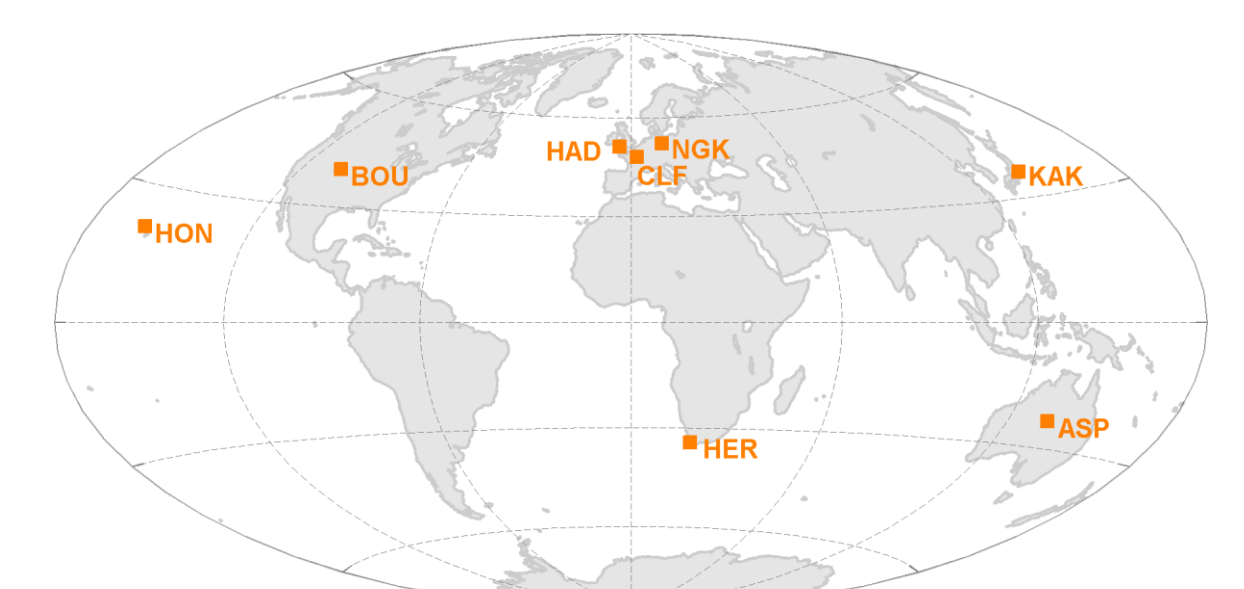 HAD
NGK
CLF
BOU
KAK
HON
ASP
HER